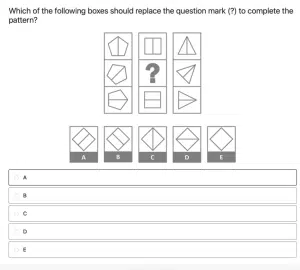 Which of the following boxes should replace the question mark (?) to complete the
pattern?
?
A B C D E
A
B
C
D
E